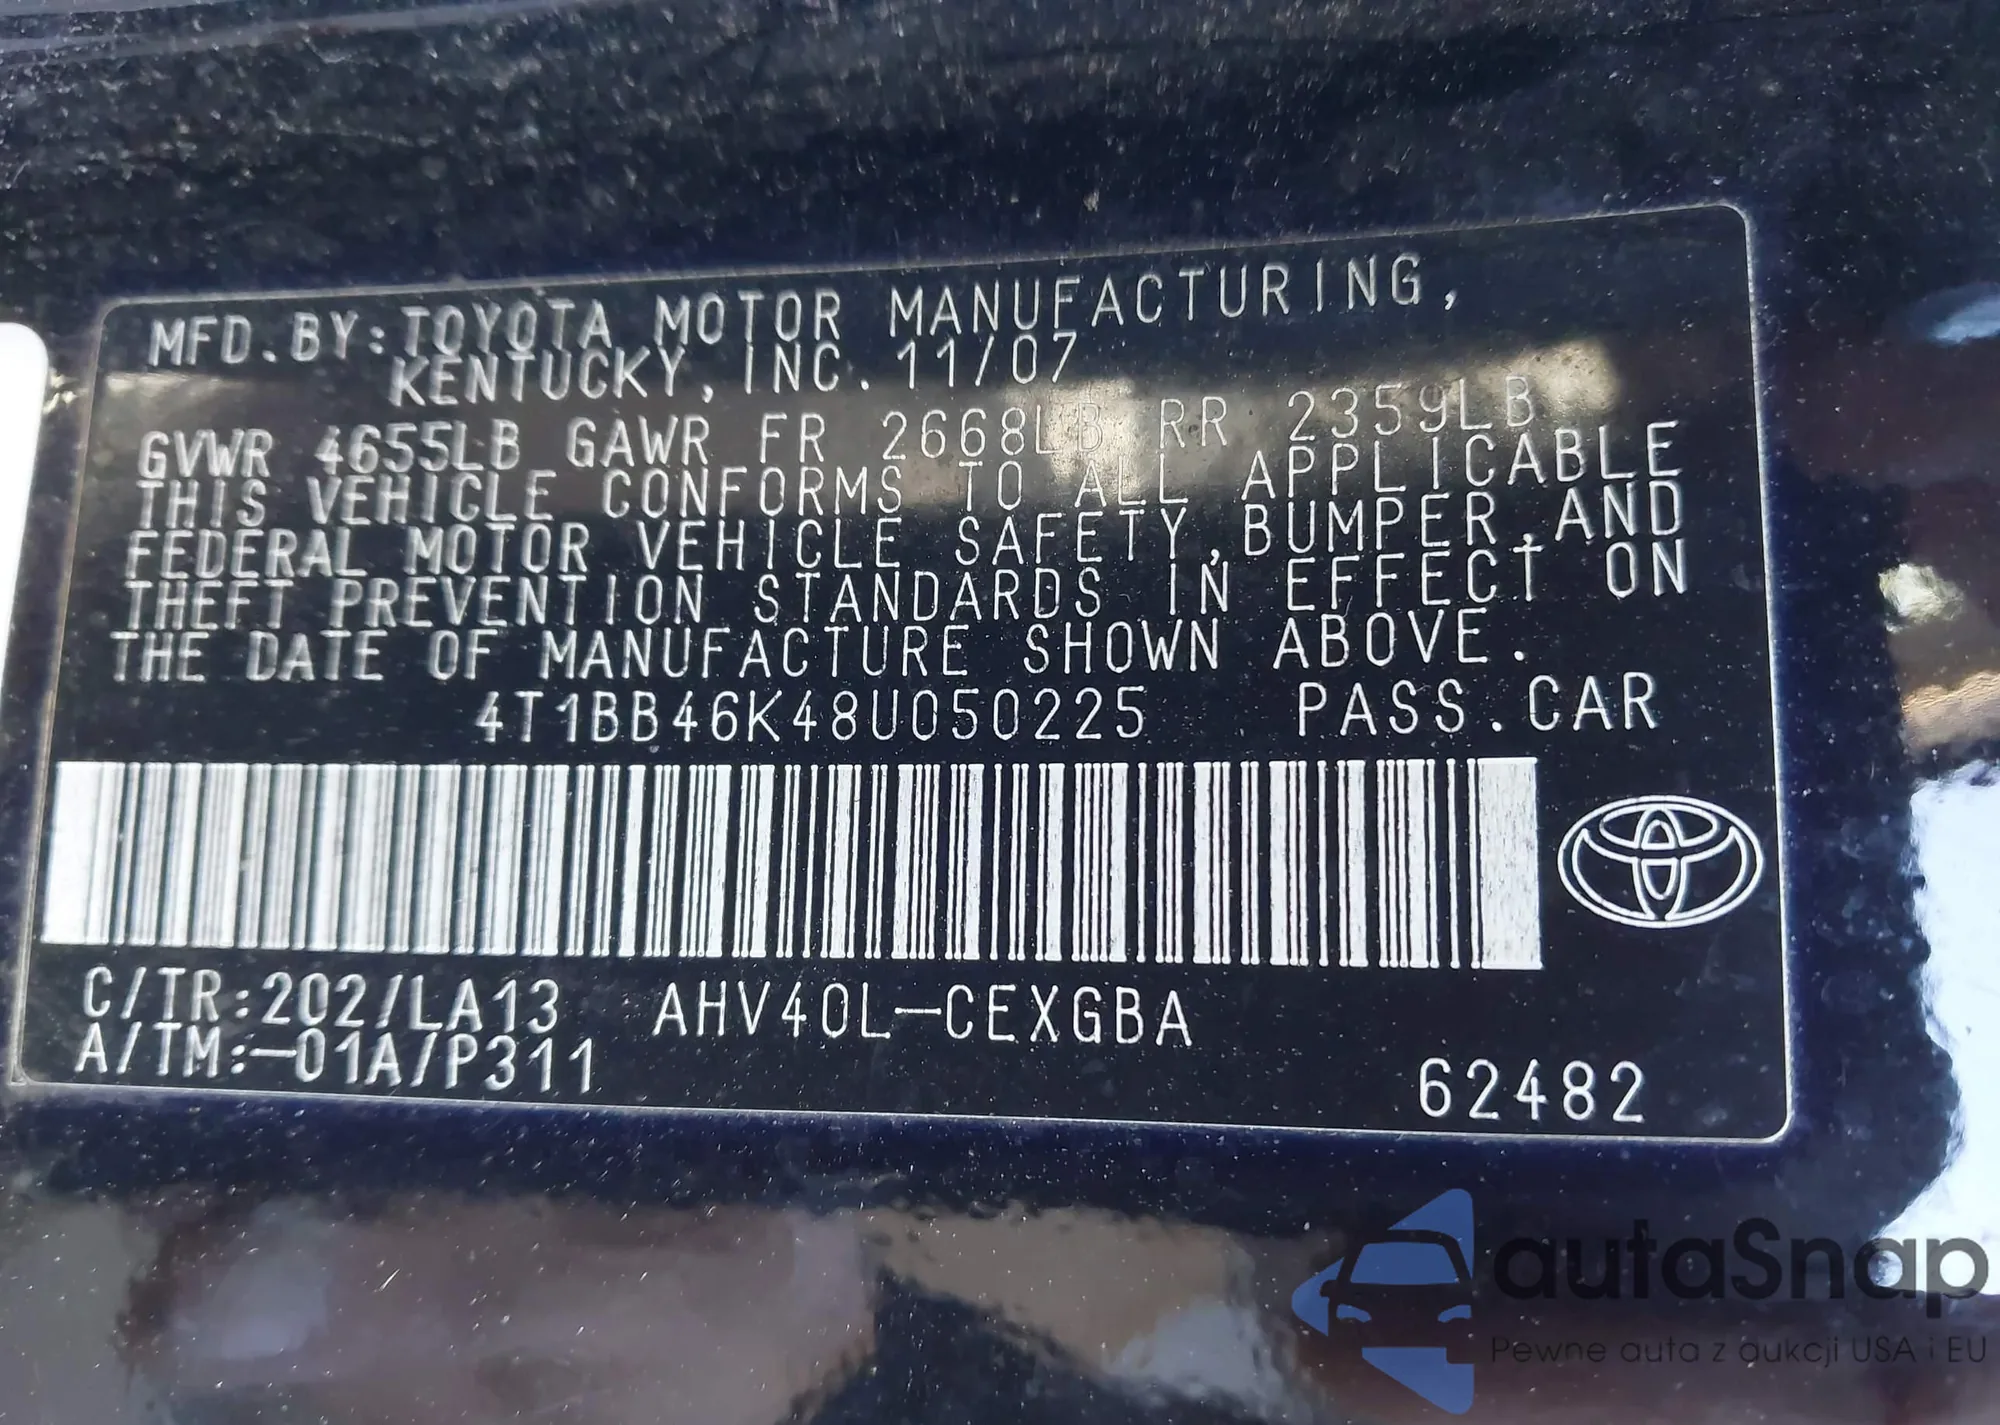 MFD.BY:TOYOTA MOTOR MANUFACTURING,
KENTUCKY, INC. 11/07
GVWR 4655LB GAWR FR 2668LB RR 2359LB
THIS VEHICLE CONFORMS TO ALL APPLICABLE
FEDERAL MOTOR VEHICLE SAFETY,BUMPER,AND
THEFT PREVENTION STANDARDS IN EFFECT ON
THE DATE OF MANUFACTURE SHOWN ABOVE.
4T1BB46K48U050225 PASS.CAR
C/TR:202/LA13 AHV40L-CEXGBA
A/TM:-01A/P311
62482
autaSnap
Pewne auta z aukcji USA i EU